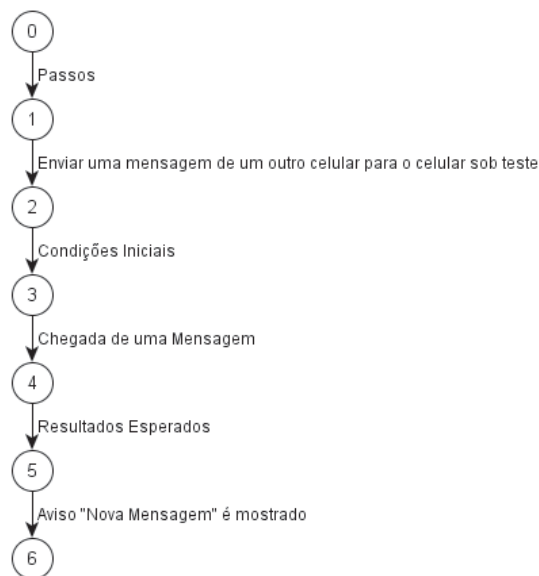 0
Passos
1
Enviar uma mensagem de um outro celular para o celular sob teste
2
Condições Iniciais
3
Chegada de uma Mensagem
4
Resultados Esperados
5
Aviso "Nova Mensagem" é mostrado
6